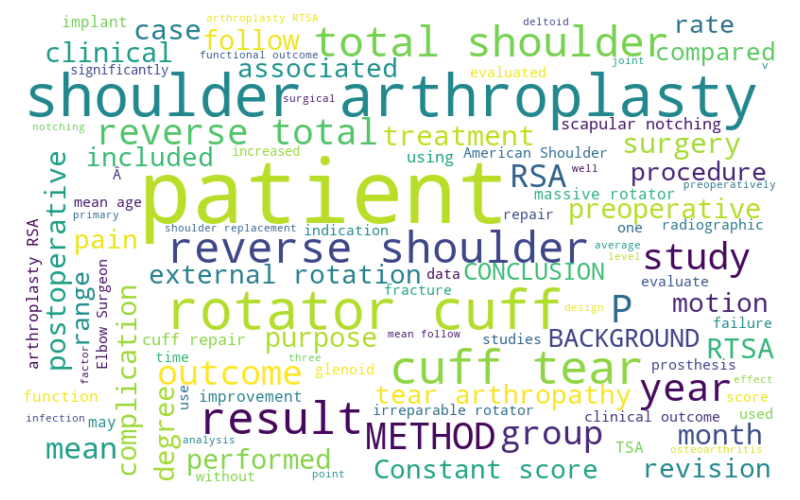 implant
arthroplasty RTSA
deltoid
case
follow
total shoulder
rate
clinical
functional outcome
joint
compared
significantly
associated
evaluated
v
shoulder arthroplasty
surgical
notching
reverse total
treatment
scapular notching
surgery
included
increased
using
American Shoulder
well
procedure
Â
patient
RSA
massive rotator
preoperatively
mean age
primary
postoperative
pain
shoulder replacement
indication
repair
preoperative
one
radiographic
arthroplasty RSA
reverse shoulder
average
study
level
range
Elbow Surgeon
external rotation
data
CONCLUSION
evaluate
complication
rotator cuff
fracture
design
P
motion
factor
cuff repair
purpose
mean follow
studies
BACKGROUND
failure
time
three
cuff tear
prosthesis
RTSA
degree
outcome
glenoid
effect
function
use
improvement
tear arthropathy
year
score
infection
may
result
irreparable rotator
clinical outcome
used
mean
analysis
METHOD
group
TSA
month
osteoarthritis
performed
without
point
Constant score
revision